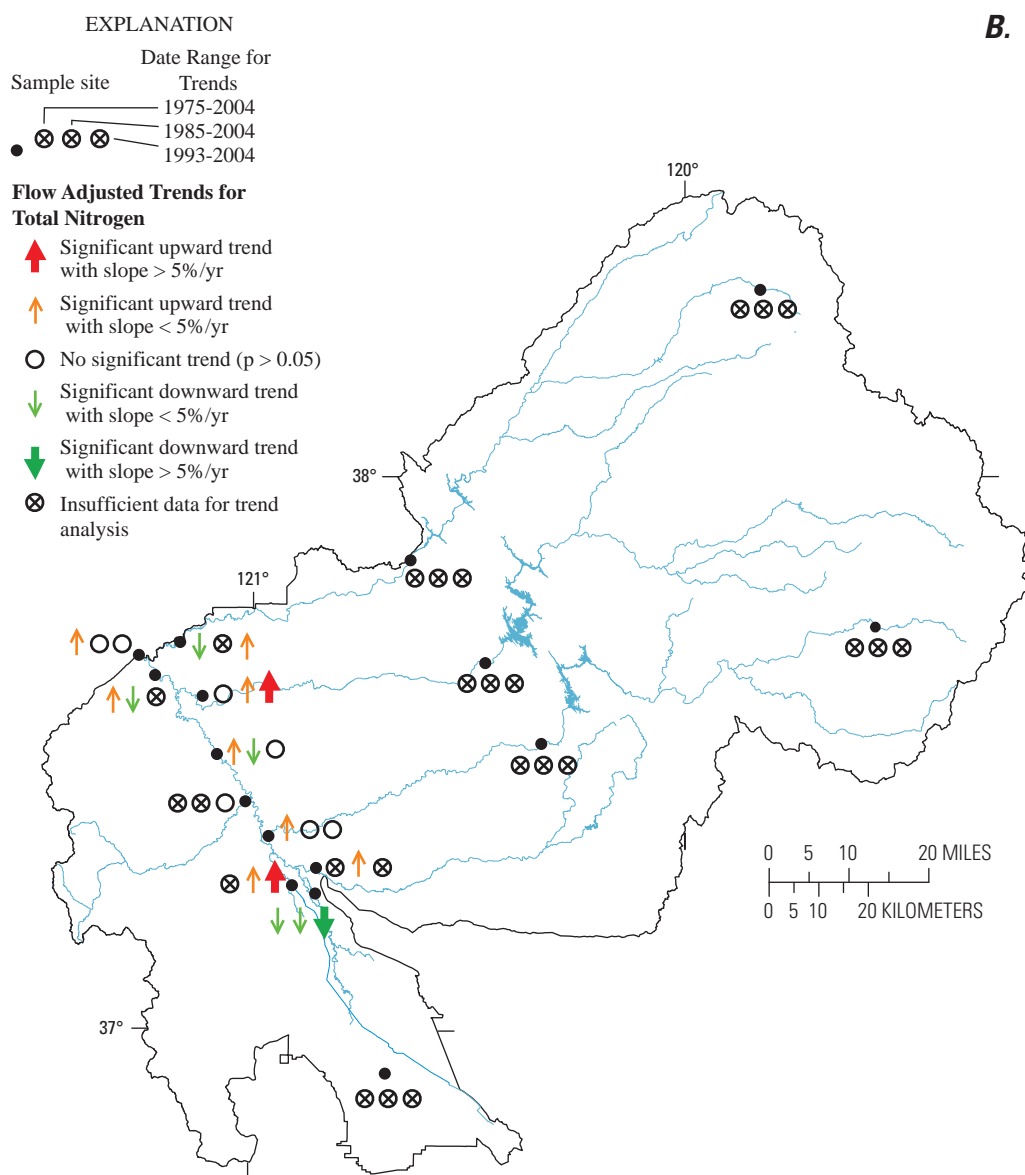 EXPLANATION
B.
Date Range for
Sample site Trends
1975-2004
1985-2004
1993-2004
Flow Adjusted Trends for
Total Nitrogen
Significant upward trend
with slope > 5%/yr
Significant upward trend
with slope < 5%/yr
No significant trend (p > 0.05)
Significant downward trend
with slope < 5%/yr
Significant downward trend
with slope > 5%/yr
Insufficient data for trend
analysis
120°
38°
121°
37°
0 5 10 20 MILES
0 5 10 20 KILOMETERS